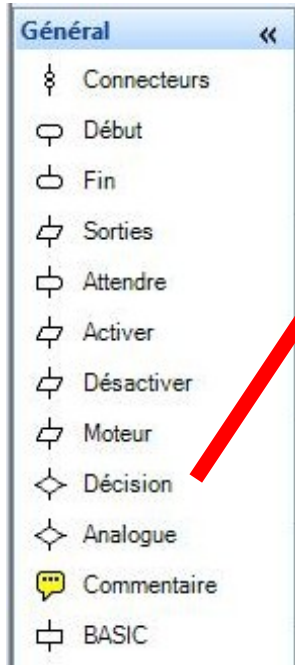 Général «
Connecteurs
Début
Fin
Sorties
Attendre
Activer
Désactiver
Moteur
Décision
Analogue
Commentaire
BASIC